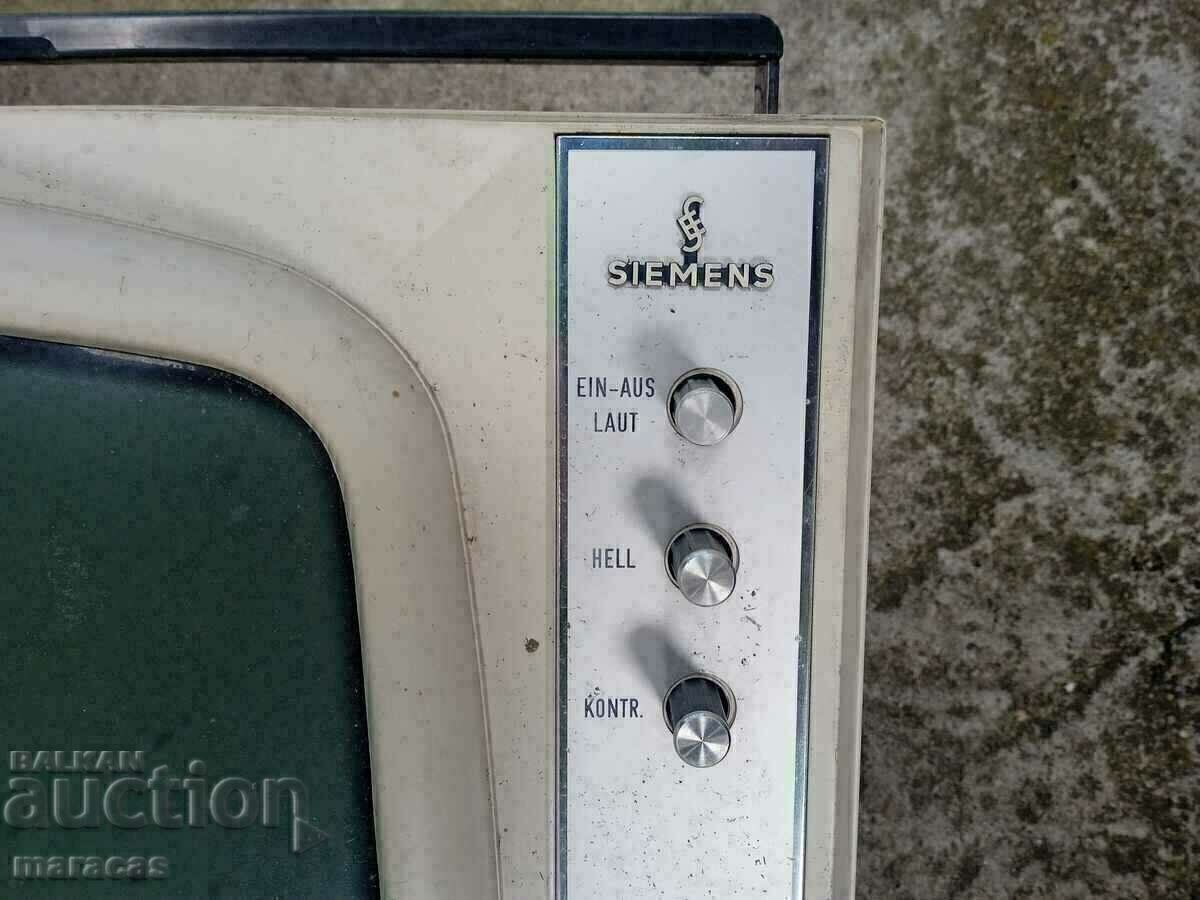 SIEMENS
EIN-AUS
LAUT
HELL
KONTR.
BALKAN
auction
maracas